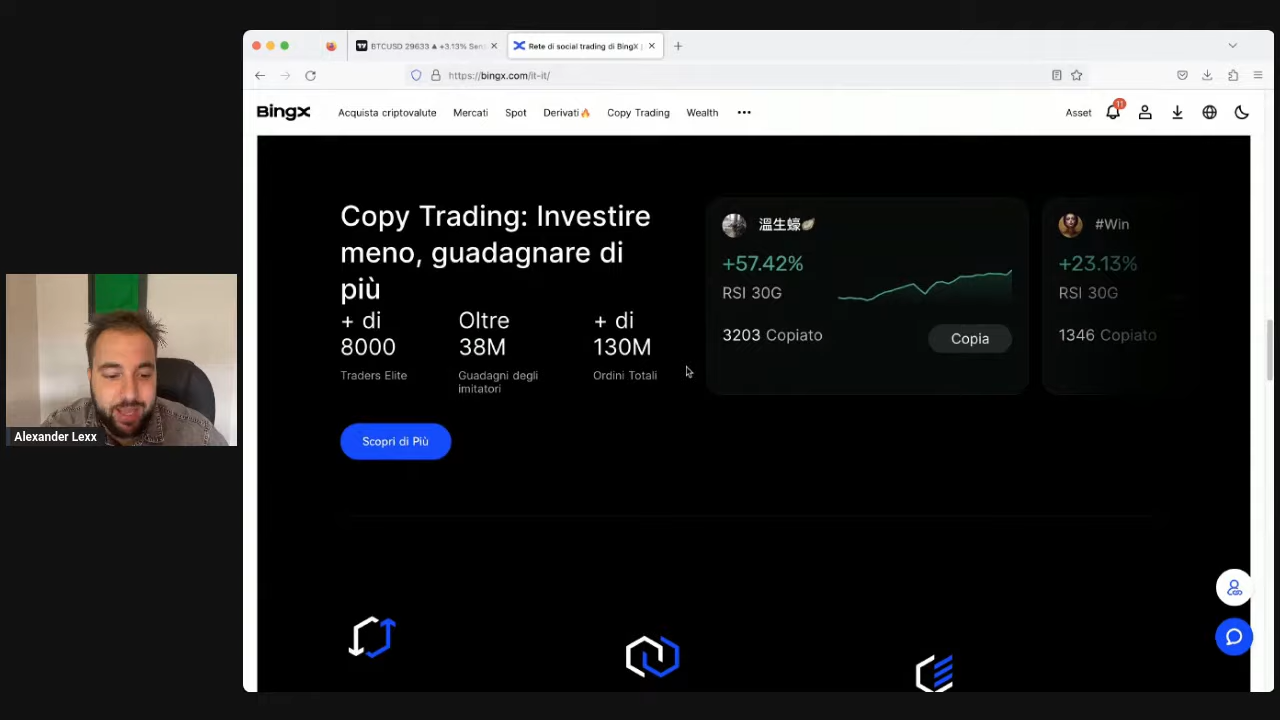 BTCUSD 29633 ▲ +3.13% Sen
Rete di social trading di BingX |
https://bingx.com/it-it/
BingX
Acquista criptovalute
Mercati
Spot
Derivati🔥
Copy Trading
Wealth
•••
Asset
11
Copy Trading: Investire
meno, guadagnare di
più
+ di
8000
Traders Elite
Oltre
38M
Guadagni degli
imitatori
+ di
130M
Ordini Totali
Scopri di Più
溫生蠔🦪
+57.42%
RSI 30G
3203 Copiato
Copia
#Win
+23.13%
RSI 30G
1346 Copiato
Alexander Lexx